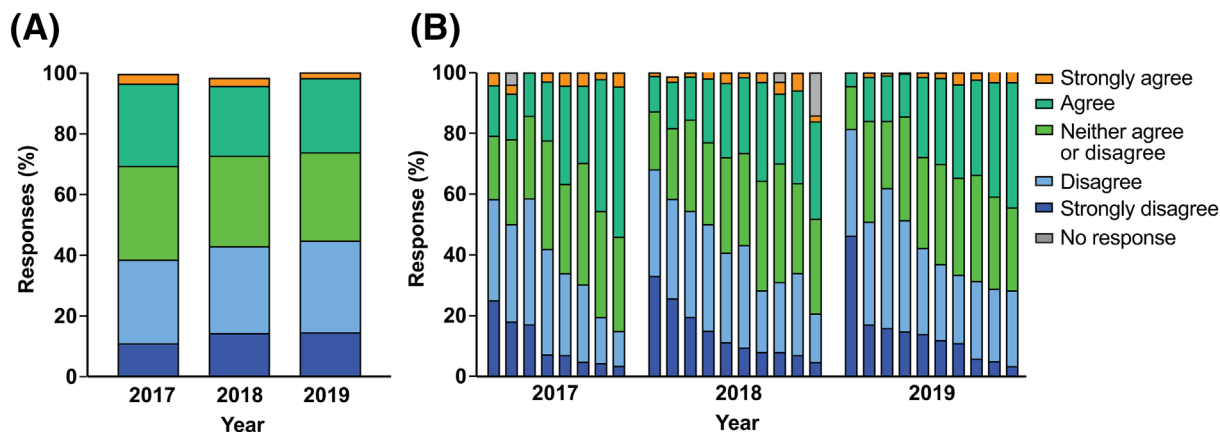 (A)
(B)
Responses (%)
100
80
60
40
20
0
2017 2018 2019
Year
Response (%)
100
80
60
40
20
0
2017 2018 2019
Year
Strongly agree
Agree
Neither agree
or disagree
Disagree
Strongly disagree
No response